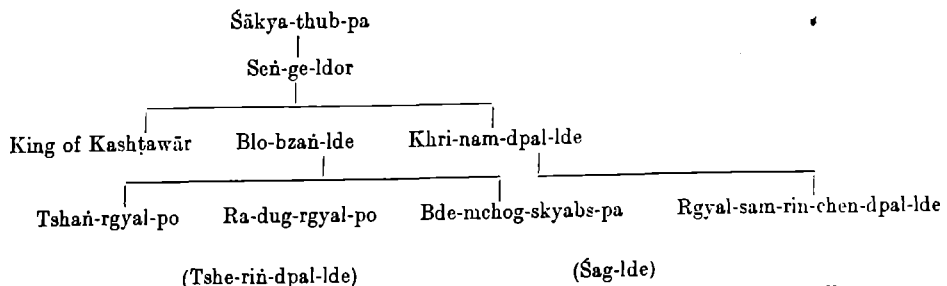 Śākya-thub-pa
Seṅ-ge-ldor
King of Kashṭawār Blo-bzaṅ-lde Khri-nam-dpal-lde
Tshaṅ-rgyal-po Ra-dug-rgyal-po Bde-mchog-skyabs-pa Rgyal-sam-rin-chen-dpal-lde
(Tshe-riṅ-dpal-lde) (Śag-lde)